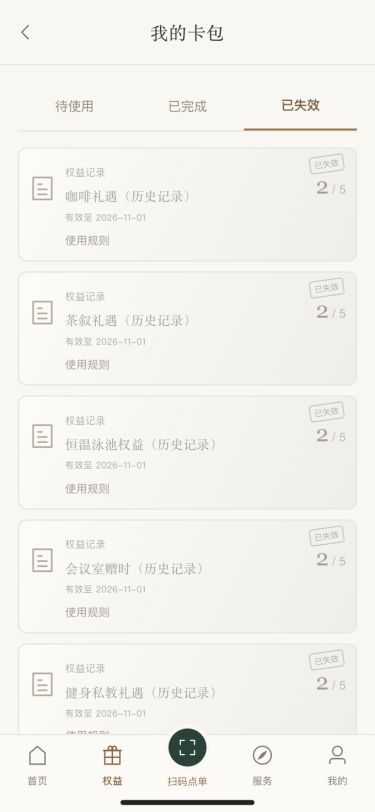 我的卡包
待使用
已完成
已失效
已失效
权益记录
2 / 5
咖啡礼遇（历史记录）
有效至 2026-11-01
使用规则
已失效
权益记录
2 / 5
茶叙礼遇（历史记录）
有效至 2026-11-01
使用规则
已失效
权益记录
2 / 5
恒温泳池权益（历史记录）
有效至 2026-11-01
使用规则
已失效
权益记录
2 / 5
会议室赠时（历史记录）
有效至 2026-11-01
使用规则
已失效
权益记录
2 / 5
健身私教礼遇（历史记录）
有效至 2026-11-01
使用规则
首页
权益
扫码点单
服务
我的